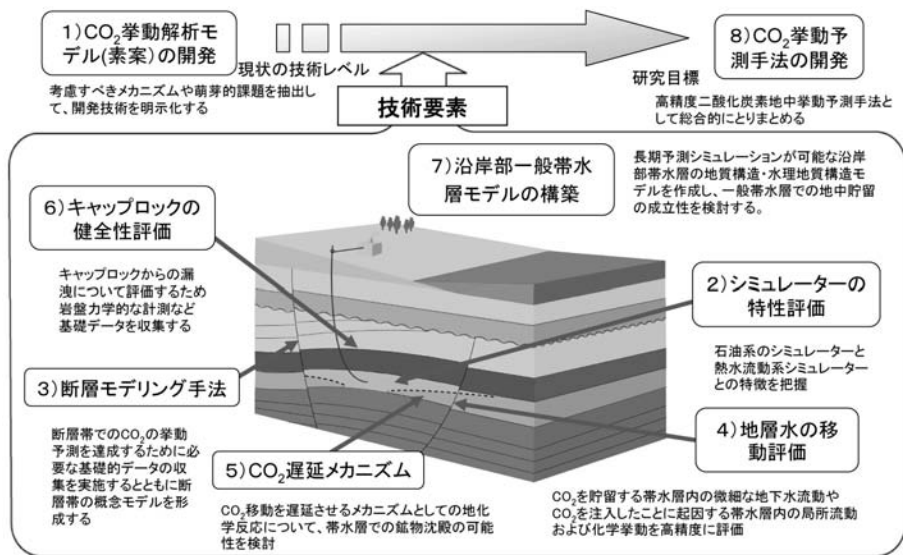 1)CO₂挙動解析モ
デル(素案)の開発
考慮すべきメカニズムや萌芽的課題を抽出し
て、開発技術を明示化する
現状の技術レベル
技術要素
研究目標
8)CO₂挙動予
測手法の開発
高精度二酸化炭素地中挙動予測手法と
して総合的にとりまとめる
7)沿岸部一般帯水
層モデルの構築
長期予測シミュレーションが可能な沿岸
部帯水層の地質構造・水理地質構造モ
デルを作成し、一般帯水層での地中貯留
の成立性を検討する。
6)キャップロックの
健全性評価
キャップロックからの漏
洩について評価するため
岩盤力学的な計測など
基礎データを収集する
2)シミュレーターの
特性評価
石油系のシミュレーターと
熱水流動系シミュレーター
との特徴を把握
3)断層モデリング手法
断層帯でのCO₂の挙動
予測を達成するために必
要な基礎的データの収
集を実施するとともに断
層帯の概念モデルを形
成する
5)CO₂遅延メカニズム
CO₂移動を遅延させるメカニズムとしての地化
学反応について、帯水層での鉱物沈殿の可能
性を検討
4)地層水の移
動評価
CO₂を貯留する帯水層内の微細な地下水流動や
CO₂を注入したことに起因する帯水層内の局所流動
および化学挙動を高精度に評価